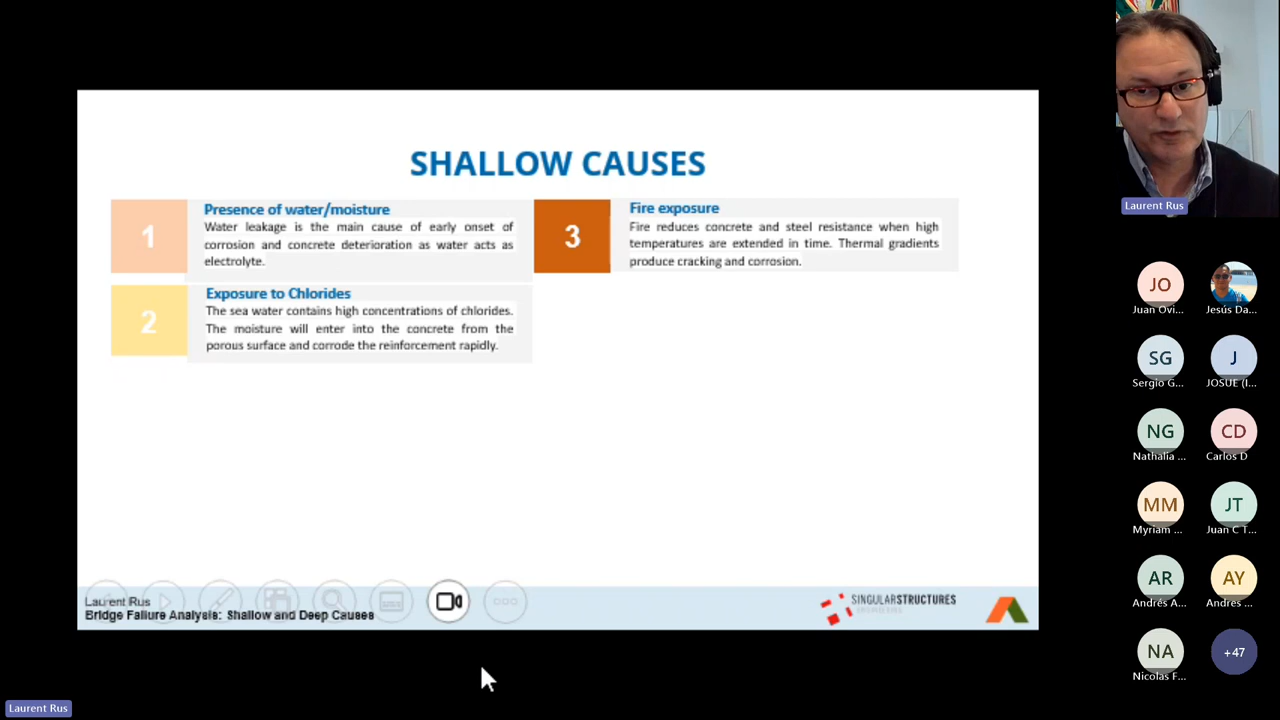 SHALLOW CAUSES
1
Presence of water/moisture
Water leakage is the main cause of early onset of
corrosion and concrete deterioration as water acts as
electrolyte.
2
Exposure to Chlorides
The sea water contains high concentrations of chlorides.
The moisture will enter into the concrete from the
porous surface and corrode the reinforcement rapidly.
3
Fire exposure
Fire reduces concrete and steel resistance when high
temperatures are extended in time. Thermal gradients
produce cracking and corrosion.
Laurent Rus
Bridge Failure Analysis: Shallow and Deep Causes
SINGULARSTRUCTURES
Laurent Rus
JO
Juan Ovi...
Jesús Da...
SG
Sergio G...
J
JOSUE (I...
NG
Nathalia ...
CD
Carlos D
MM
Myriam ...
JT
Juan C T...
AR
Andrés A...
AY
Andres ...
NA
Nicolas F...
+47
Laurent Rus